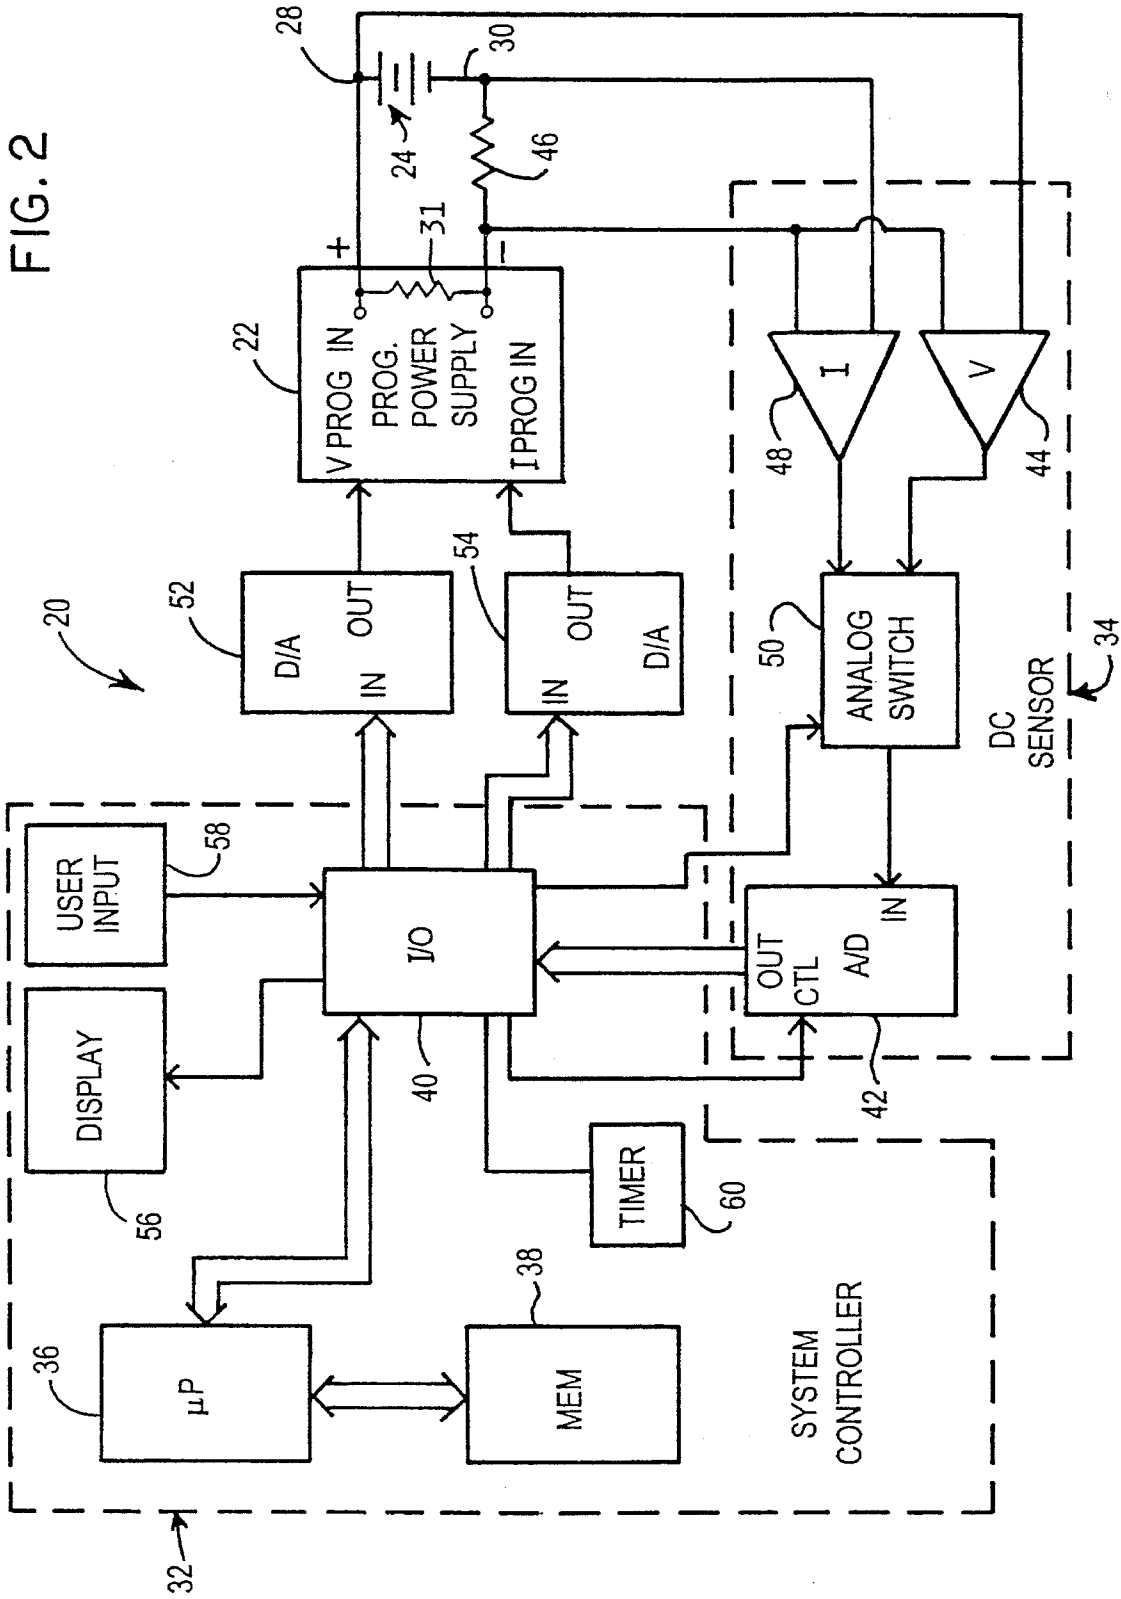 FIG. 2
20
32
36
μP
38
MEM
SYSTEM
CONTROLLER
56
DISPLAY
58
USER
INPUT
40
I/O
60
TIMER
52
D/A
IN
OUT
54
IN
OUT
D/A
22
V PROG IN
PROG.
POWER
SUPPLY
I PROG IN
+
−
31
28
24
30
46
42
OUT
CTL
A/D
IN
50
ANALOG
SWITCH
48
I
44
V
DC
SENSOR
34